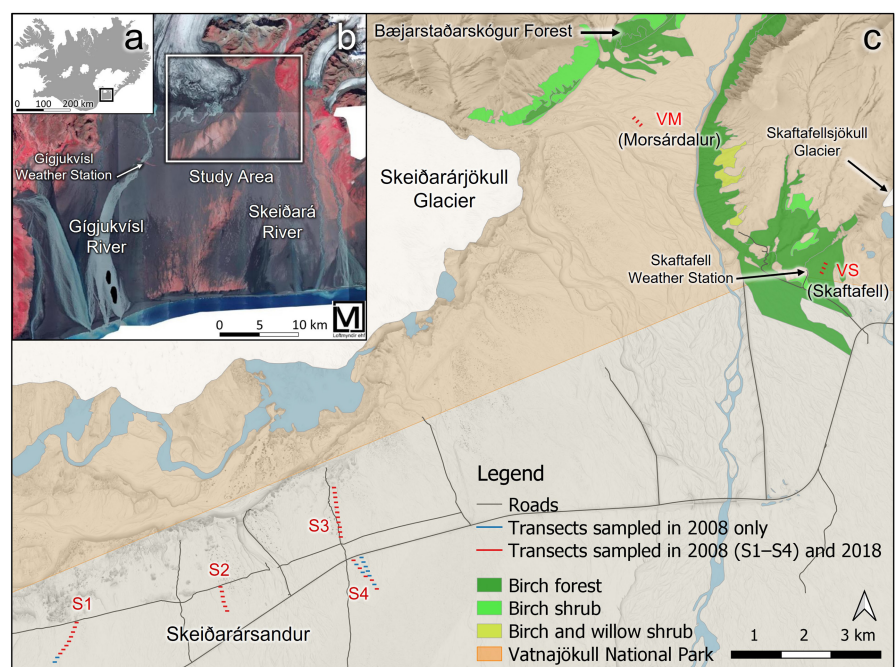 a
0 100 200 km
b
Gígjukvísl
Weather Station
Study Area
Gígjukvísl
River
Skeiðará
River
0 5 10 km
M
Loftmyndir ehf
c
Bæjarstaðarskógur Forest
VM
(Morsárdalur)
Skaftafellsjökull
Glacier
Skeiðarárjökull
Glacier
Skaftafell
Weather Station
VS
(Skaftafell)
S1
S2
S3
S4
Skeiðarársandur
Legend
Roads
Transects sampled in 2008 only
Transects sampled in 2008 (S1–S4) and 2018
Birch forest
Birch shrub
Birch and willow shrub
Vatnajökull National Park
1 2 3 km